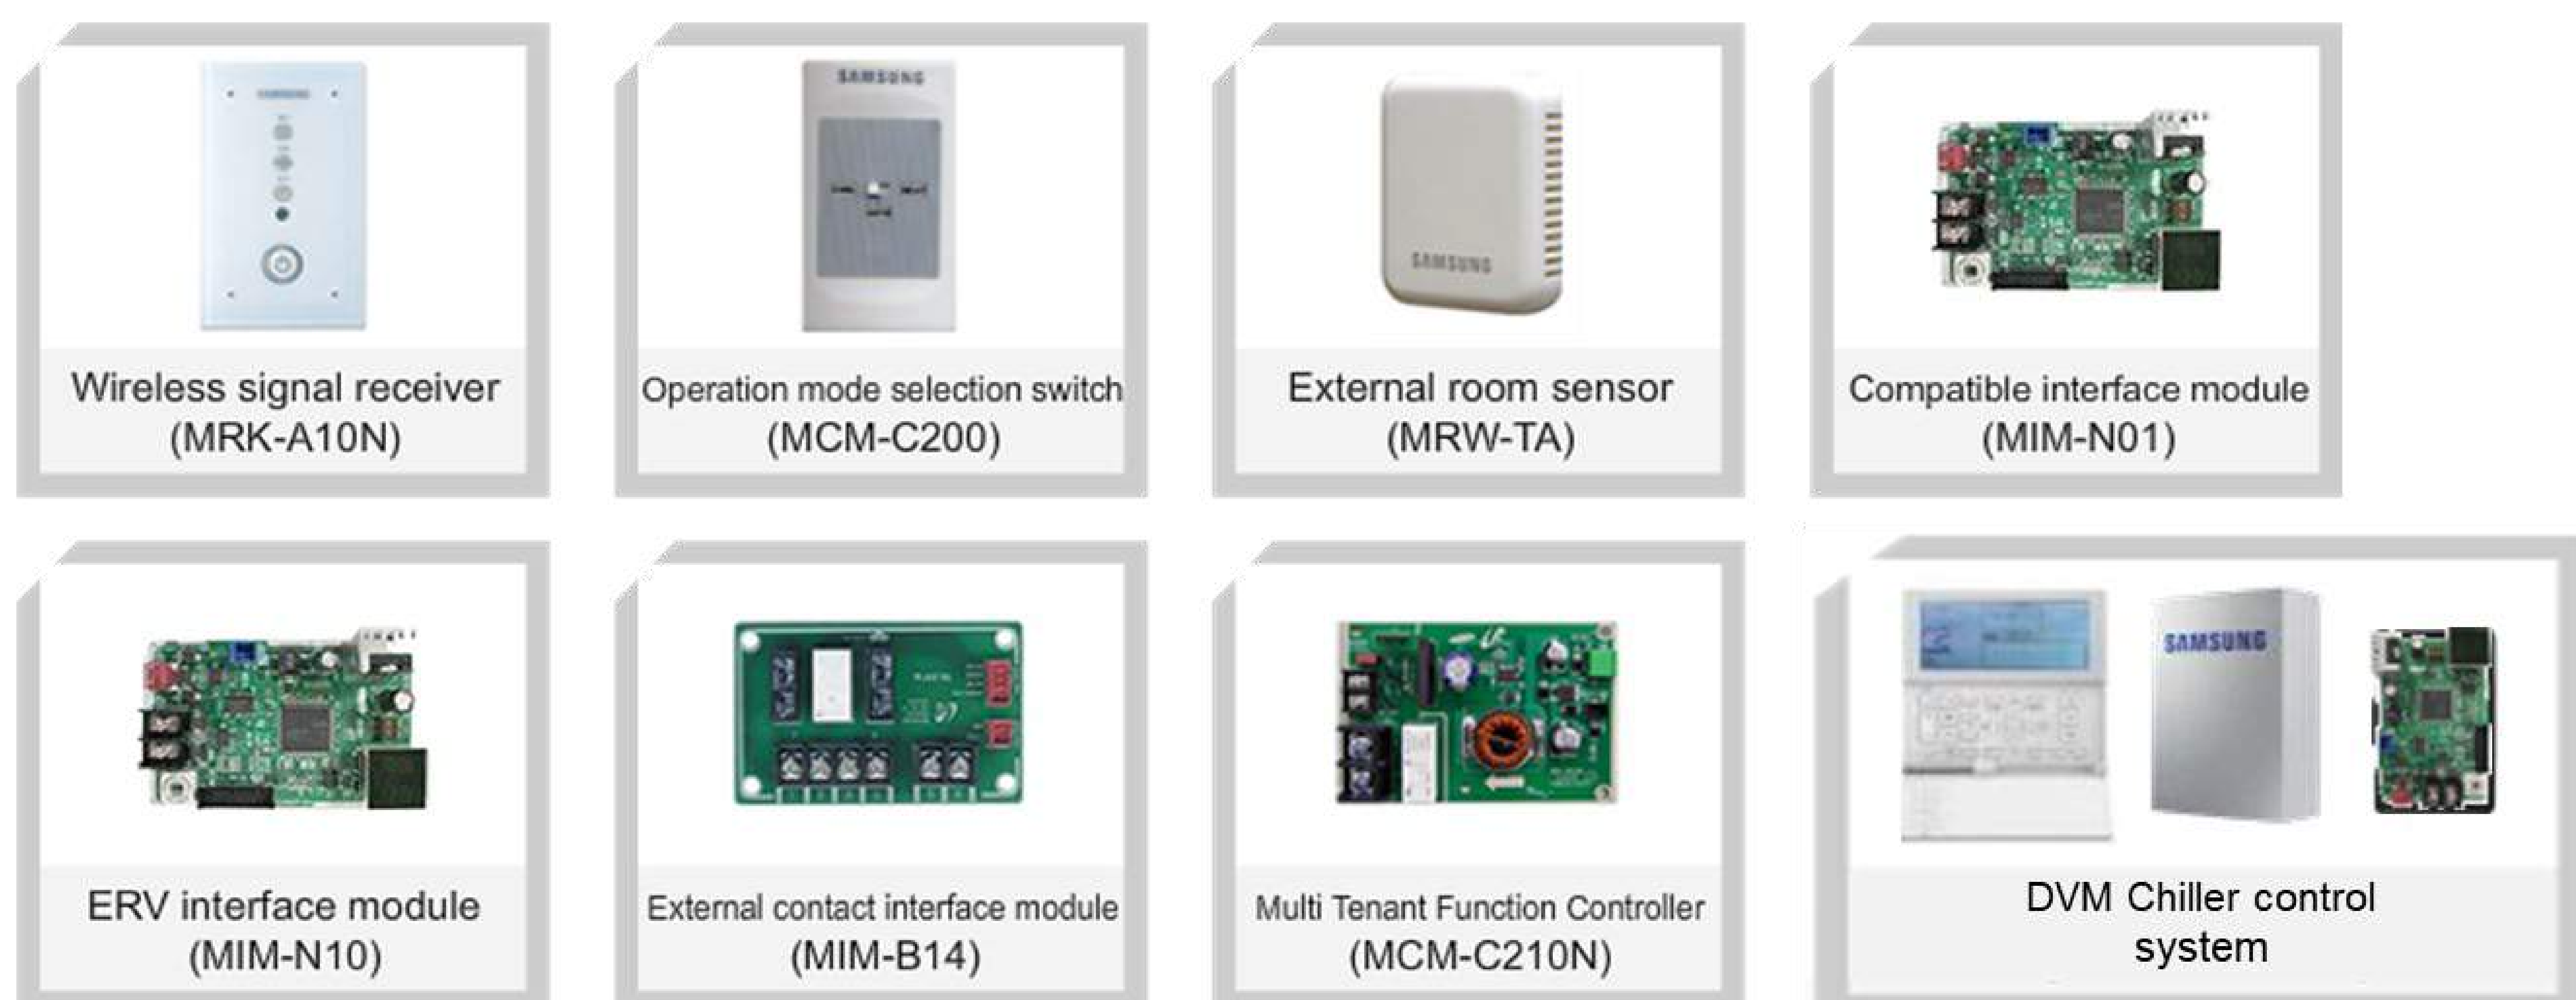 SAMSUNG
Wireless signal receiver
(MRK-A10N)
SAMSUNG
Operation mode selection switch
(MCM-C200)
SAMSUNG
External room sensor
(MRW-TA)
Compatible interface module
(MIM-N01)
ERV interface module
(MIM-N10)
External contact interface module
(MIM-B14)
Multi Tenant Function Controller
(MCM-C210N)
SAMSUNG
DVM Chiller control
system